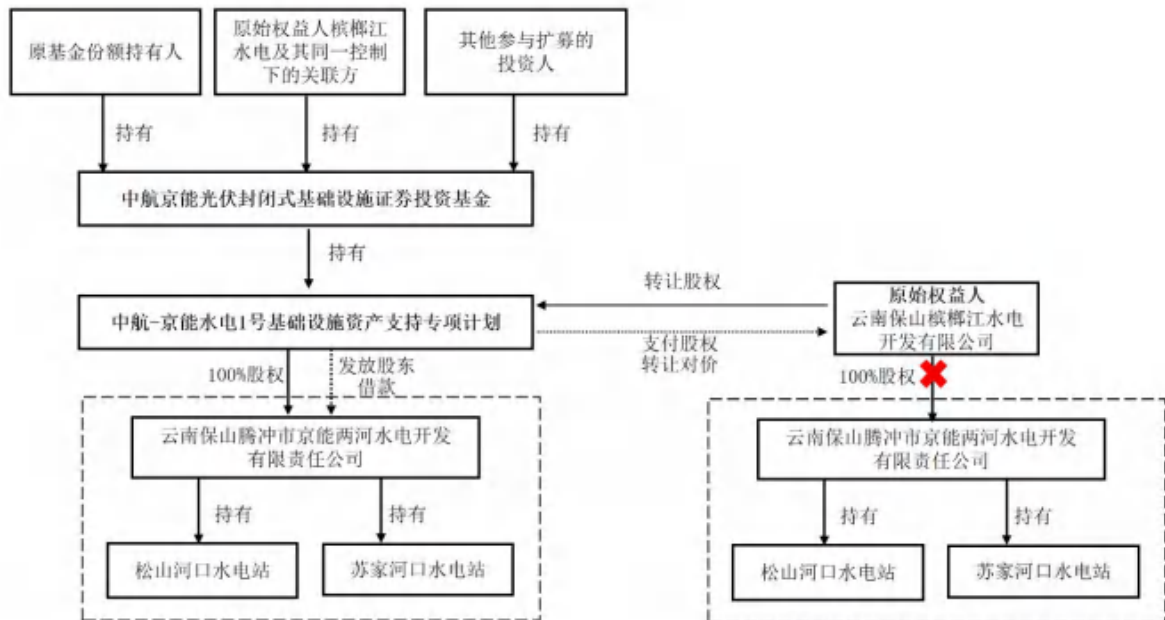 原基金份额持有人
原始权益人槟榔江
水电及其同一控制
下的关联方
其他参与扩募的
投资人
持有
持有
持有
中航京能光伏封闭式基础设施证券投资基金
持有
转让股权
中航-京能水电1号基础设施资产支持专项计划
支付股权
转让对价
原始权益人
云南保山槟榔江水电
开发有限公司
100%股权
发放股东
借款
100%股权
云南保山腾冲市京能两河水电开发
有限责任公司
持有
持有
松山河口水电站
苏家河口水电站
云南保山腾冲市京能两河水电开发
有限责任公司
持有
持有
松山河口水电站
苏家河口水电站